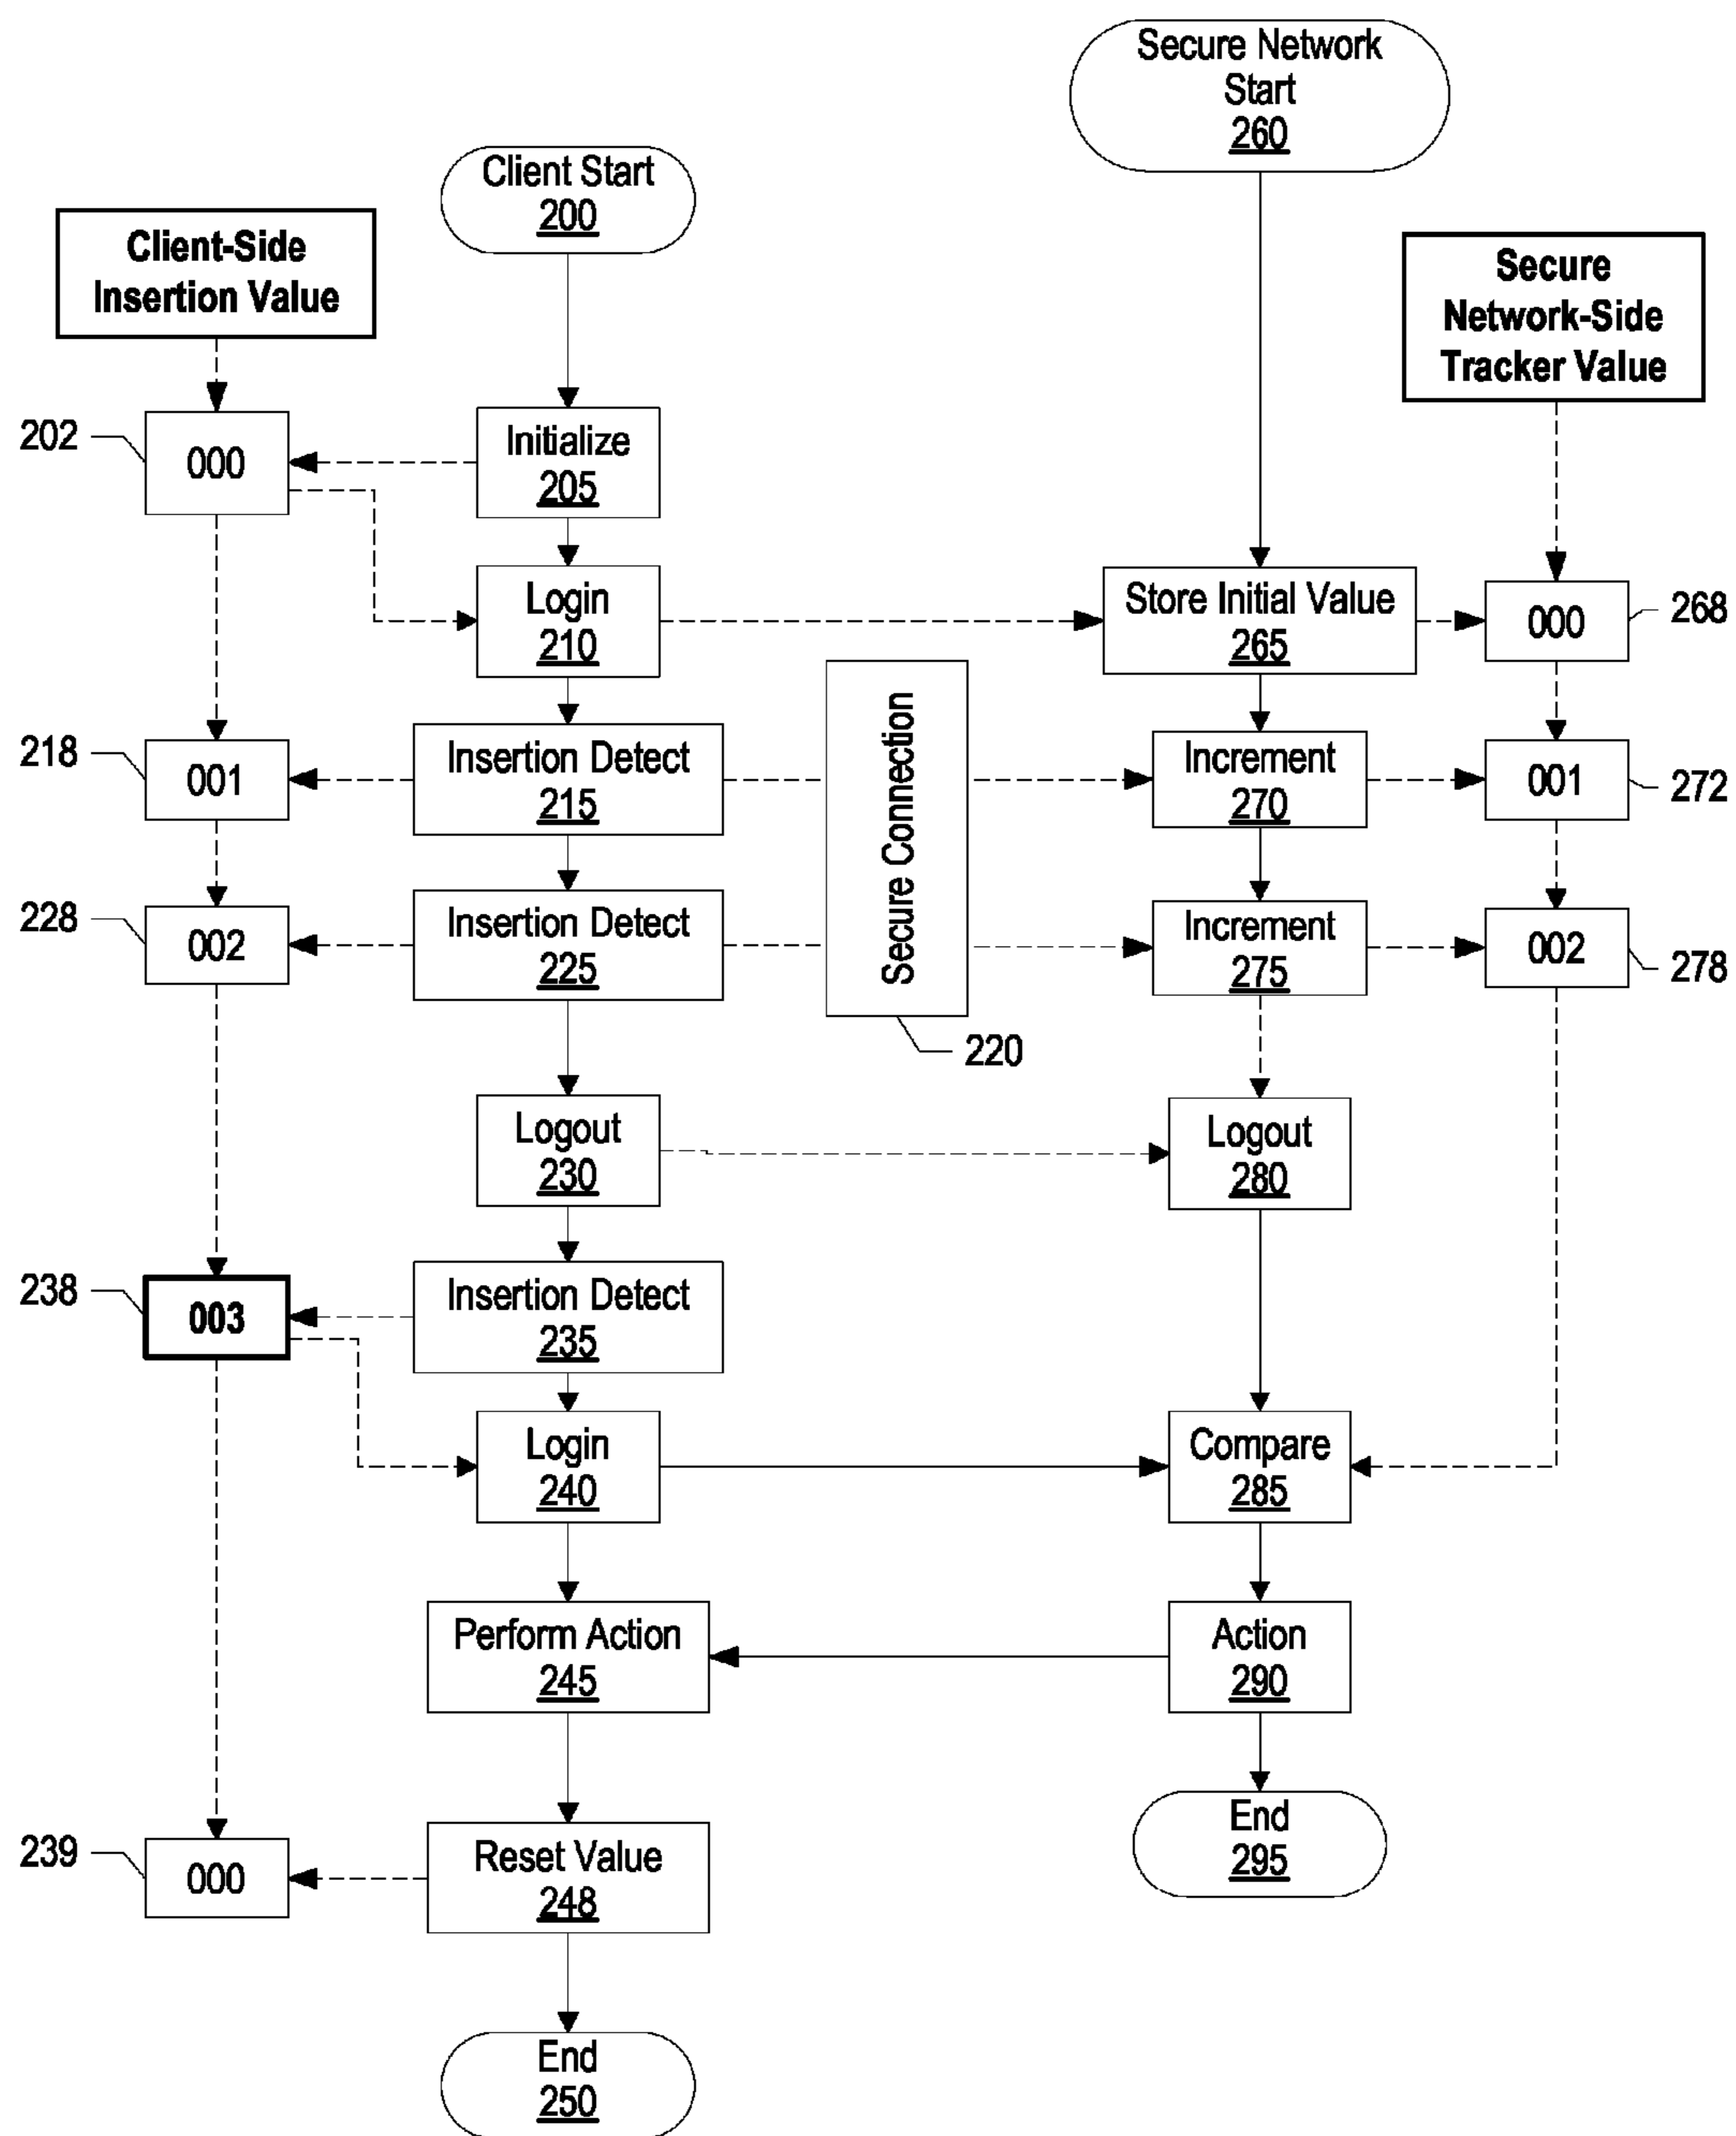 Secure Network
Start
260
Client Start
200
Client-Side
Insertion Value
Secure
Network-Side
Tracker Value
202
000
Initialize
205
Login
210
Store Initial Value
265
000
268
218
001
Insertion Detect
215
Secure Connection
Increment
270
001
272
228
002
Insertion Detect
225
Increment
275
002
278
220
Logout
230
Logout
280
238
003
Insertion Detect
235
Login
240
Compare
285
Perform Action
245
Action
290
239
000
Reset Value
248
End
295
End
250